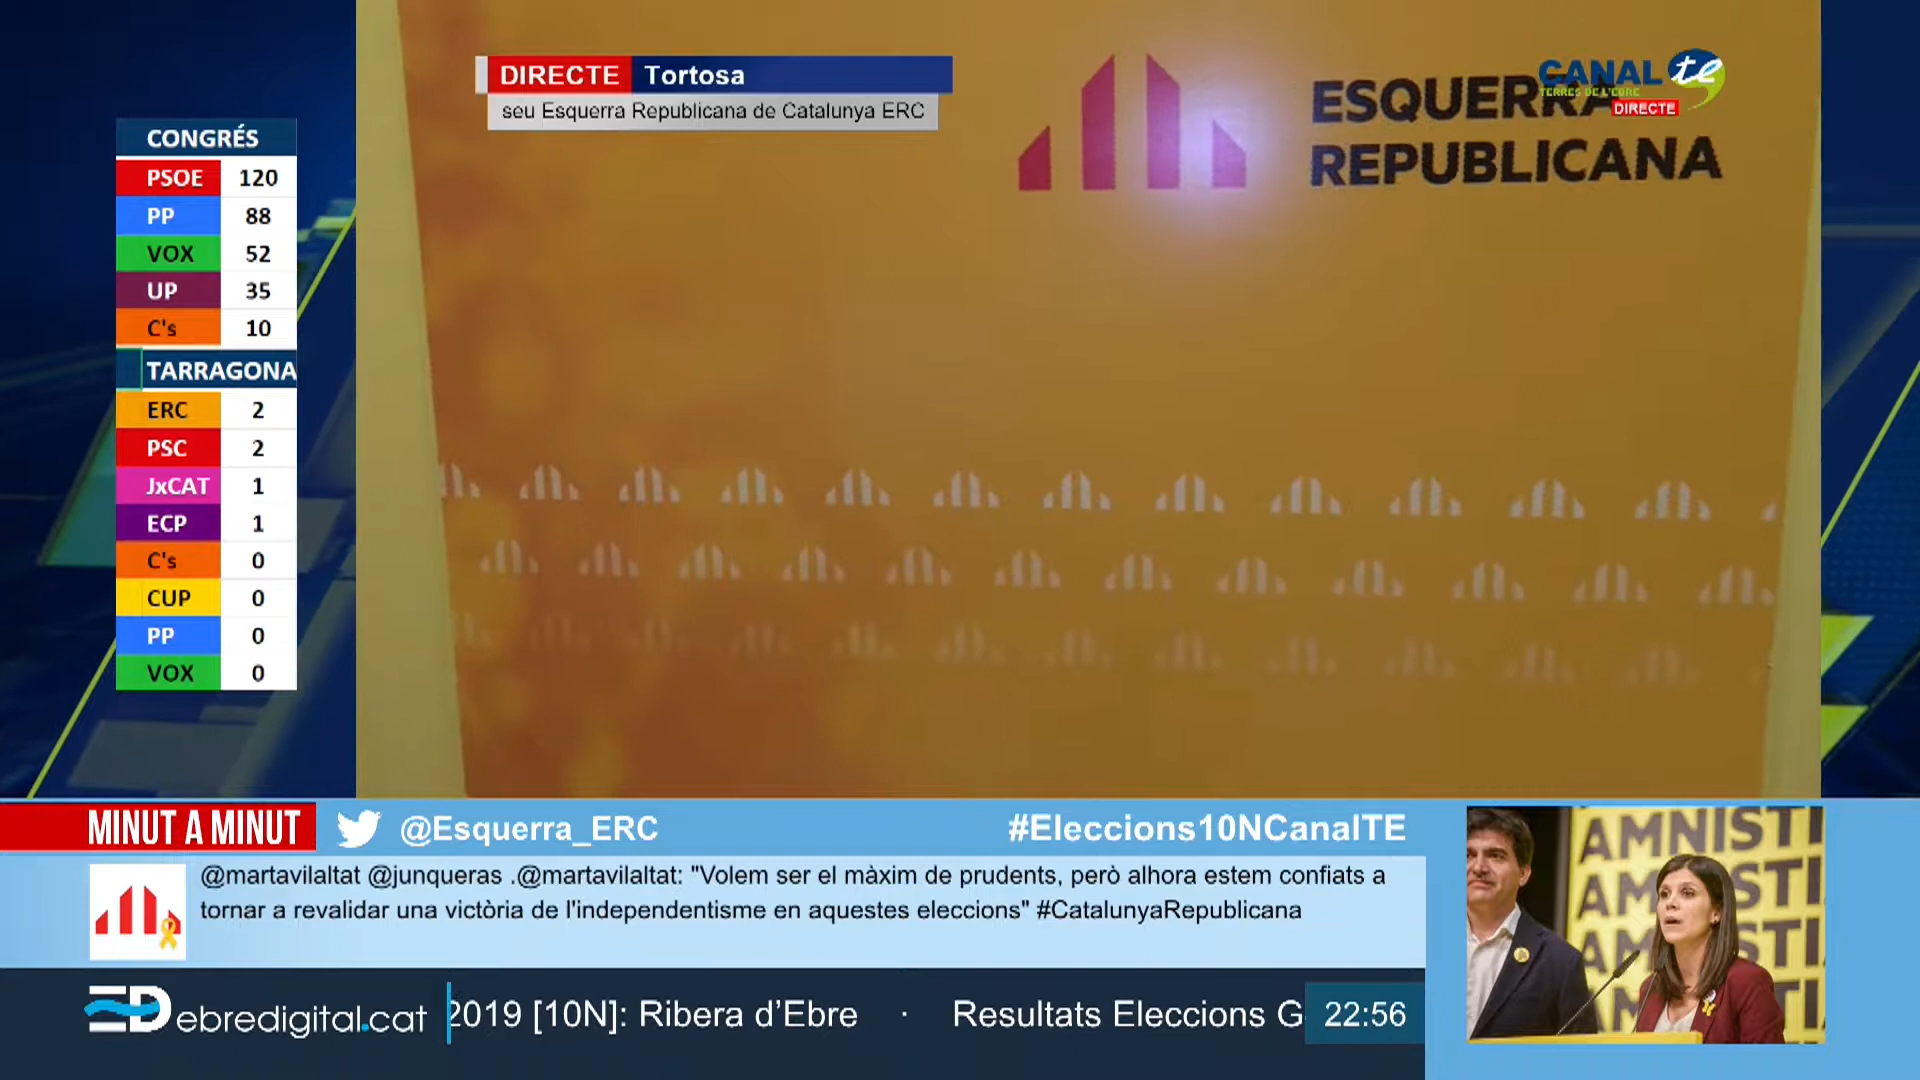 DIRECTE Tortosa
seu Esquerra Republicana de Catalunya ERC
ESQUERRA
REPUBLICANA
CANAL te
TERRES DE L'EBRE
DIRECTE
CONGRÉS
PSOE 120
PP 88
VOX 52
UP 35
C's 10
TARRAGONA
ERC 2
PSC 2
JxCAT 1
ECP 1
C's 0
CUP 0
PP 0
VOX 0
MINUT A MINUT @Esquerra_ERC #Eleccions10NCanalTE
@martavilaltat @junqueras .@martavilaltat: "Volem ser el màxim de prudents, però alhora estem confiats a
tornar a revalidar una victòria de l'independentisme en aquestes eleccions" #CatalunyaRepublicana
AMNISTI
AMNISTI
AMNISTI
ebredigital.cat 2019 [10N]: Ribera d'Ebre · Resultats Eleccions G 22:56